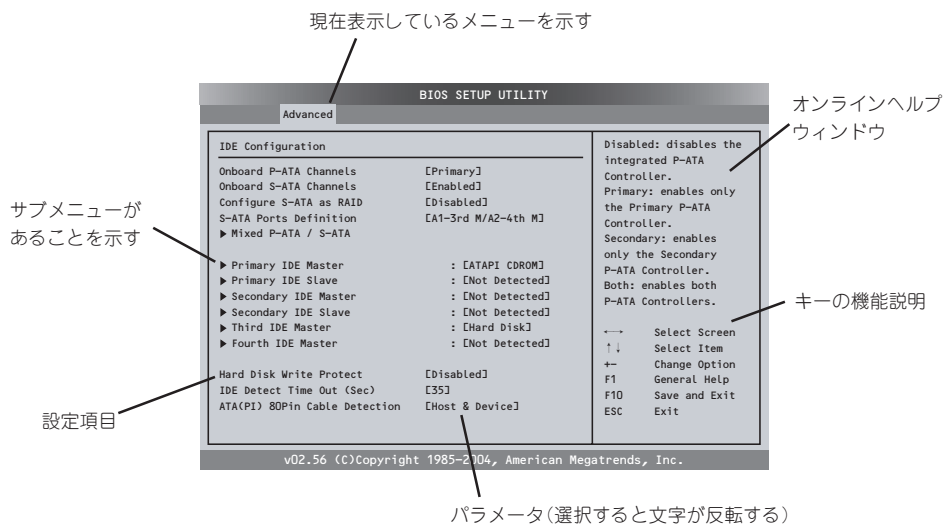 現在表示しているメニューを示す
BIOS SETUP UTILITY
Advanced
IDE Configuration
Onboard P-ATA Channels [Primary]
Onboard S-ATA Channels [Enabled]
Configure S-ATA as RAID [Disabled]
S-ATA Ports Definition [A1-3rd M/A2-4th M]
▶ Mixed P-ATA / S-ATA
▶ Primary IDE Master : [ATAPI CDROM]
▶ Primary IDE Slave : [Not Detected]
▶ Secondary IDE Master : [Not Detected]
▶ Secondary IDE Slave : [Not Detected]
▶ Third IDE Master : [Hard Disk]
▶ Fourth IDE Master : [Not Detected]
Hard Disk Write Protect [Disabled]
IDE Detect Time Out (Sec) [35]
ATA(PI) 80Pin Cable Detection [Host & Device]
Disabled: disables the
integrated P-ATA
Controller.
Primary: enables only
the Primary P-ATA
Controller.
Secondary: enables
only the Secondary
P-ATA Controller.
Both: enables both
P-ATA Controllers.
←→ Select Screen
↑↓ Select Item
+- Change Option
F1 General Help
F10 Save and Exit
ESC Exit
v02.56 (C)Copyright 1985-2004, American Megatrends, Inc.
オンラインヘルプ
ウィンドウ
サブメニューが
あることを示す
キーの機能説明
設定項目
パラメータ（選択すると文字が反転する）